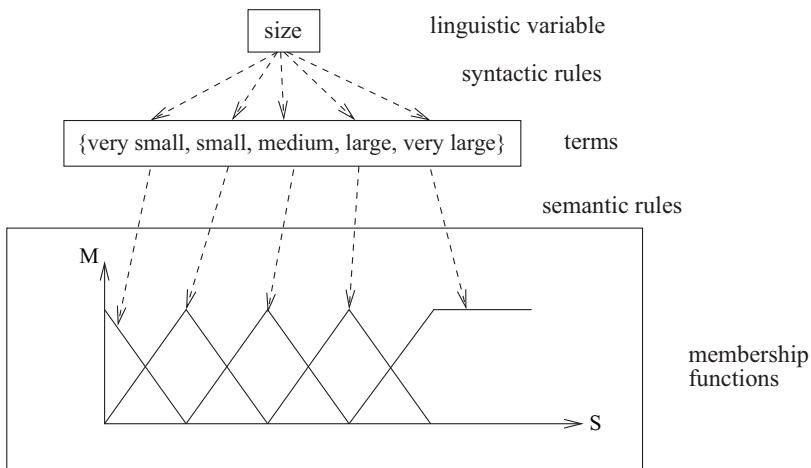 size
linguistic variable
syntactic rules
{very small, small, medium, large, very large}
terms
semantic rules
M
membership
functions
S